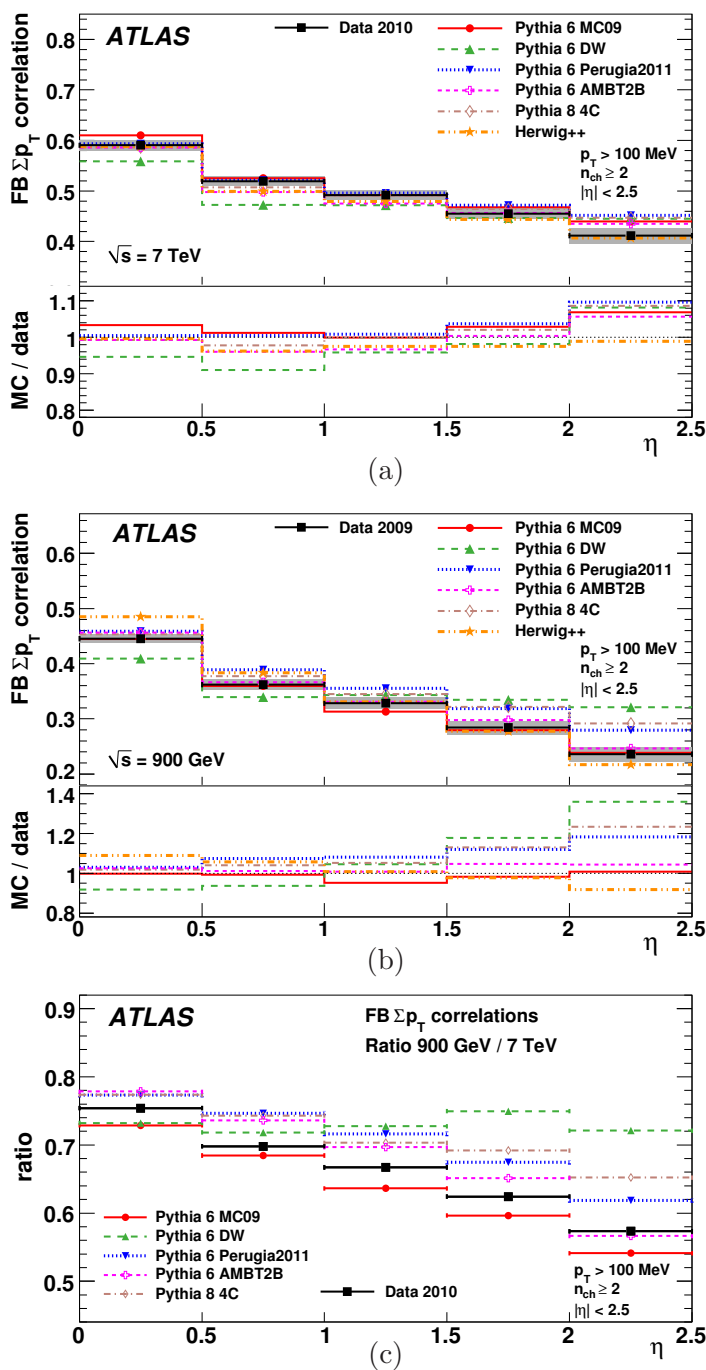 ATLAS
Data 2010
Pythia 6 MC09
Pythia 6 DW
Pythia 6 Perugia2011
Pythia 6 AMBT2B
Pythia 8 4C
Herwig++
p_T > 100 MeV
n_ch ≥ 2
|η| < 2.5
√s = 7 TeV
FB Σp_T correlation
0.8
0.7
0.6
0.5
0.4
MC / data
1.1
1
0.9
0.8
0 0.5 1 1.5 2 2.5
η
(a)
ATLAS
Data 2009
Pythia 6 MC09
Pythia 6 DW
Pythia 6 Perugia2011
Pythia 6 AMBT2B
Pythia 8 4C
Herwig++
p_T > 100 MeV
n_ch ≥ 2
|η| < 2.5
√s = 900 GeV
FB Σp_T correlation
0.6
0.5
0.4
0.3
0.2
MC / data
1.4
1.2
1
0.8
0 0.5 1 1.5 2 2.5
η
(b)
ATLAS
FB Σp_T correlations
Ratio 900 GeV / 7 TeV
ratio
0.9
0.8
0.7
0.6
0.5
Pythia 6 MC09
Pythia 6 DW
Pythia 6 Perugia2011
Pythia 6 AMBT2B
Pythia 8 4C
Data 2010
p_T > 100 MeV
n_ch ≥ 2
|η| < 2.5
0 0.5 1 1.5 2 2.5
η
(c)